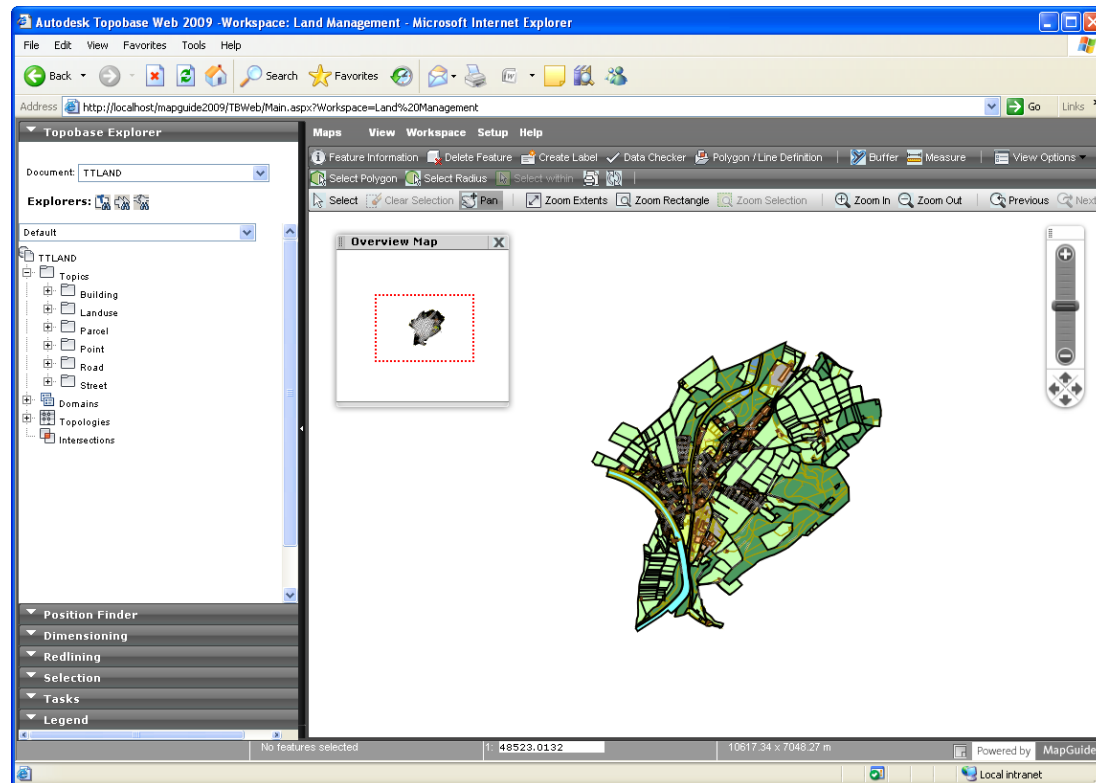 Autodesk Topobase Web 2009 -Workspace: Land Management - Microsoft Internet Explorer
File Edit View Favorites Tools Help
Back Search Favorites
Address http://localhost/mapguide2009/TBWeb/Main.aspx?Workspace=Land%20Management Go Links
Topobase Explorer
Maps View Workspace Setup Help
Feature Information Delete Feature Create Label Data Checker Polygon / Line Definition Buffer Measure View Options
Document: TTLAND
Select Polygon Select Radius Select within
Explorers:
Select Clear Selection Pan Zoom Extents Zoom Rectangle Zoom Selection Zoom In Zoom Out Previous Next
Default
Overview Map X
TTLAND
Topics
Building
Landuse
Parcel
Point
Road
Street
Domains
Topologies
Intersections
Position Finder
Dimensioning
Redlining
Selection
Tasks
Legend
No features selected 1: 48523.0132 10617.34 x 7048.27 m Powered by MapGuide
Local intranet